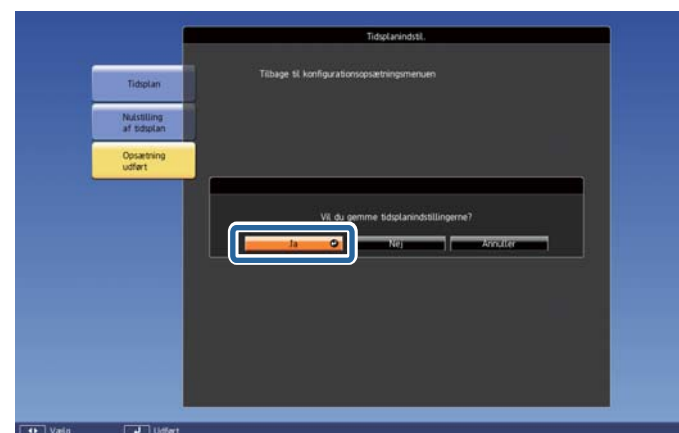 Tidsplanindstil.
Tilbage til konfigurationsopsætningsmenuen
Tidsplan
Nulstilling
af tidsplan
Opsætning
udført
Vil du gemme tidsplanindstillingerne?
Ja Nej Annuller
Vælg Udført